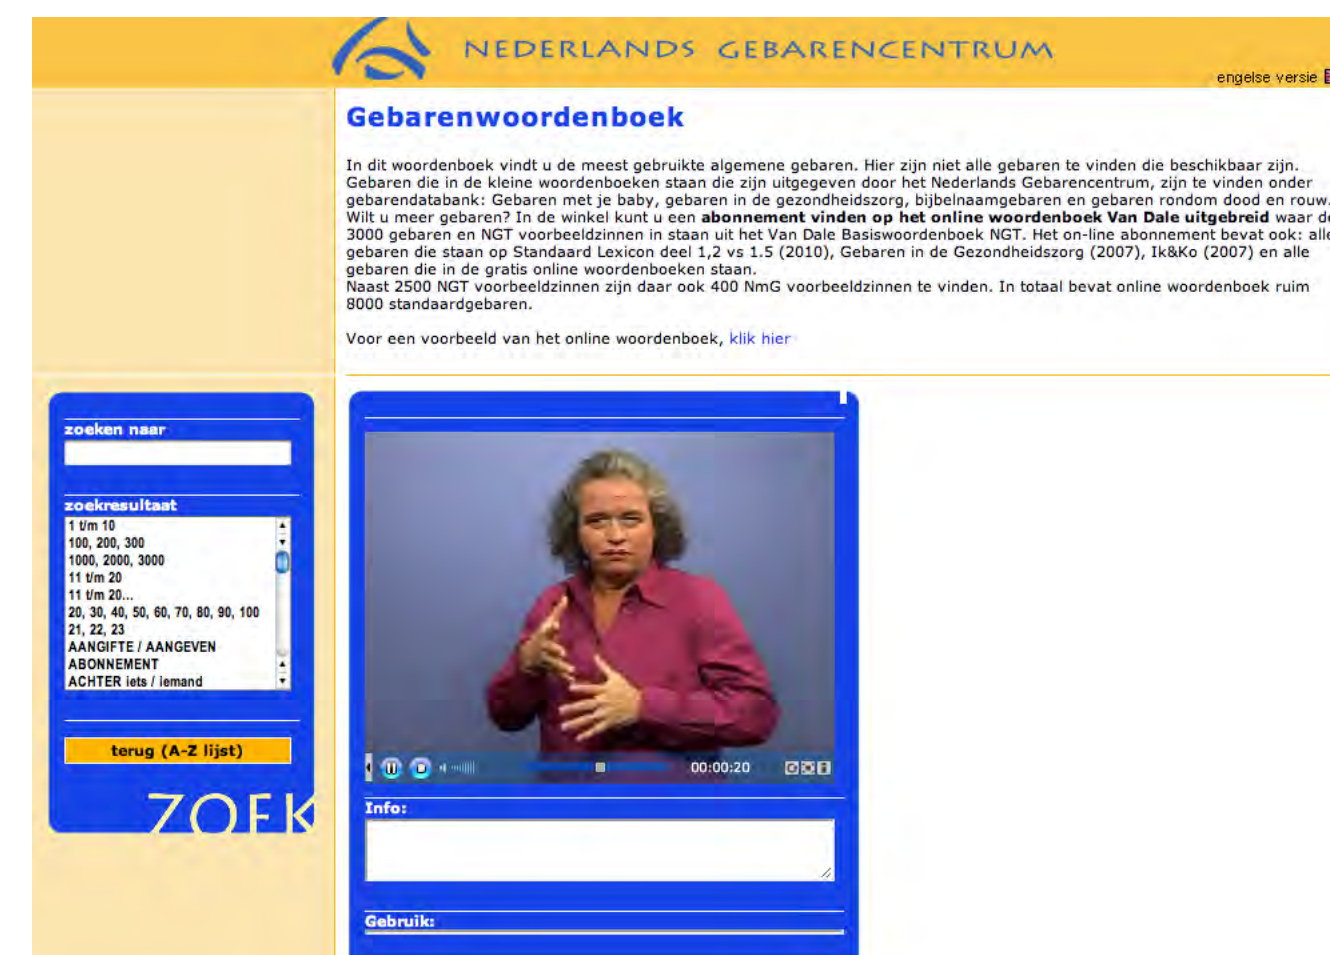 NEDERLANDS GEBARENCENTRUM
engelse versie
Gebarenwoordenboek
In dit woordenboek vindt u de meest gebruikte algemene gebaren. Hier zijn niet alle gebaren te vinden die beschikbaar zijn.
Gebaren die in de kleine woordenboeken staan die zijn uitgegeven door het Nederlands Gebarencentrum, zijn te vinden onder
gebarendatabank: Gebaren met je baby, gebaren in de gezondheidszorg, bijbelnaamgebaren en gebaren rondom dood en rouw.
Wilt u meer gebaren? In de winkel kunt u een abonnement vinden op het online woordenboek Van Dale uitgebreid waar de
3000 gebaren en NGT voorbeeldzinnen in staan uit het Van Dale Basiswoordenboek NGT. Het on-line abonnement bevat ook: alle
gebaren die staan op Standaard Lexicon deel 1,2 vs 1.5 (2010), Gebaren in de Gezondheidszorg (2007), Ik&Ko (2007) en alle
gebaren die in de gratis online woordenboeken staan.
Naast 2500 NGT voorbeeldzinnen zijn daar ook 400 NmG voorbeeldzinnen te vinden. In totaal bevat online woordenboek ruim
8000 standaardgebaren.
Voor een voorbeeld van het online woordenboek, klik hier
zoeken naar
zoekresultaat
1 t/m 10
100, 200, 300
1000, 2000, 3000
11 t/m 20
11 t/m 20...
20, 30, 40, 50, 60, 70, 80, 90, 100
21, 22, 23
AANGIFTE / AANGEVEN
ABONNEMENT
ACHTER iets / iemand
terug (A-Z lijst)
ZOEK
00:00:20
Info:
Gebruik: